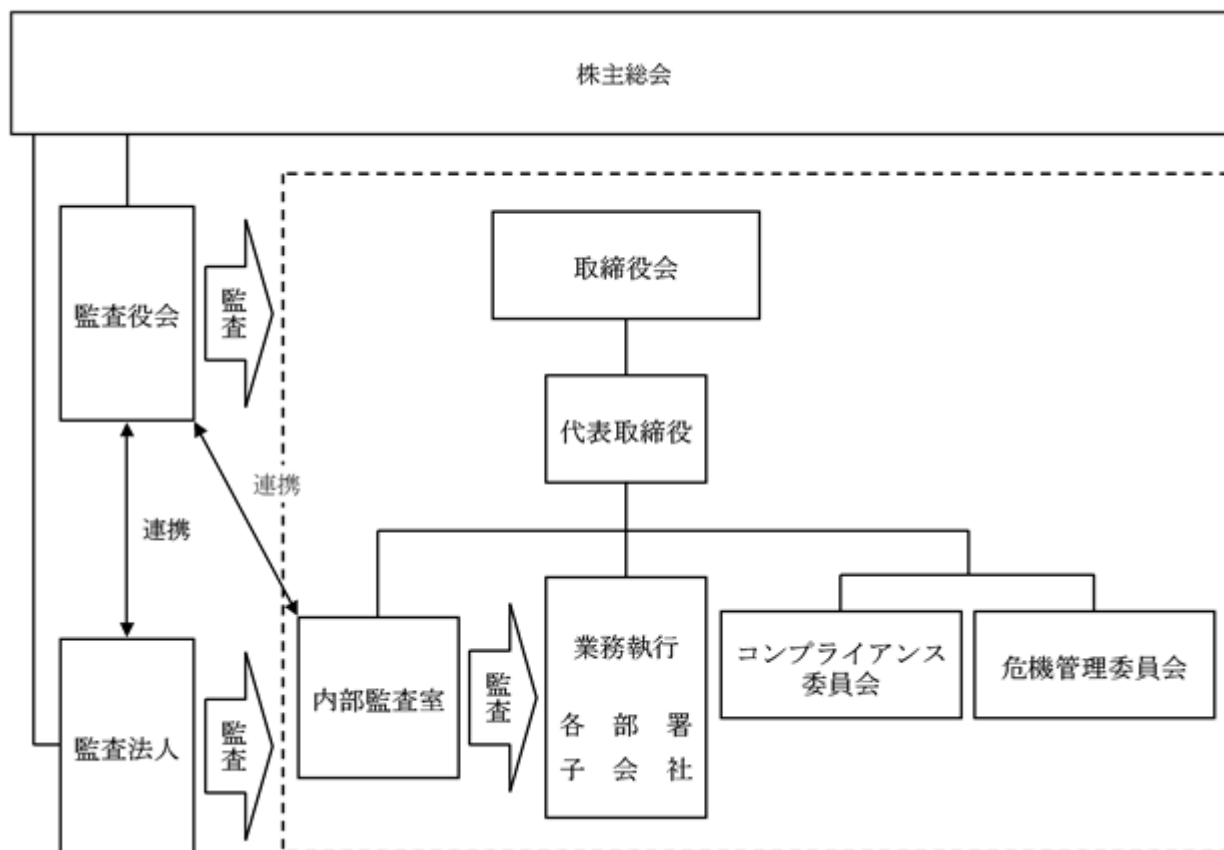 株主総会
監査役会
監査
取締役会
代表取締役
連携
連携
監査法人
監査
内部監査室
監査
業務執行
各部署
子会社
コンプライアンス
委員会
危機管理委員会